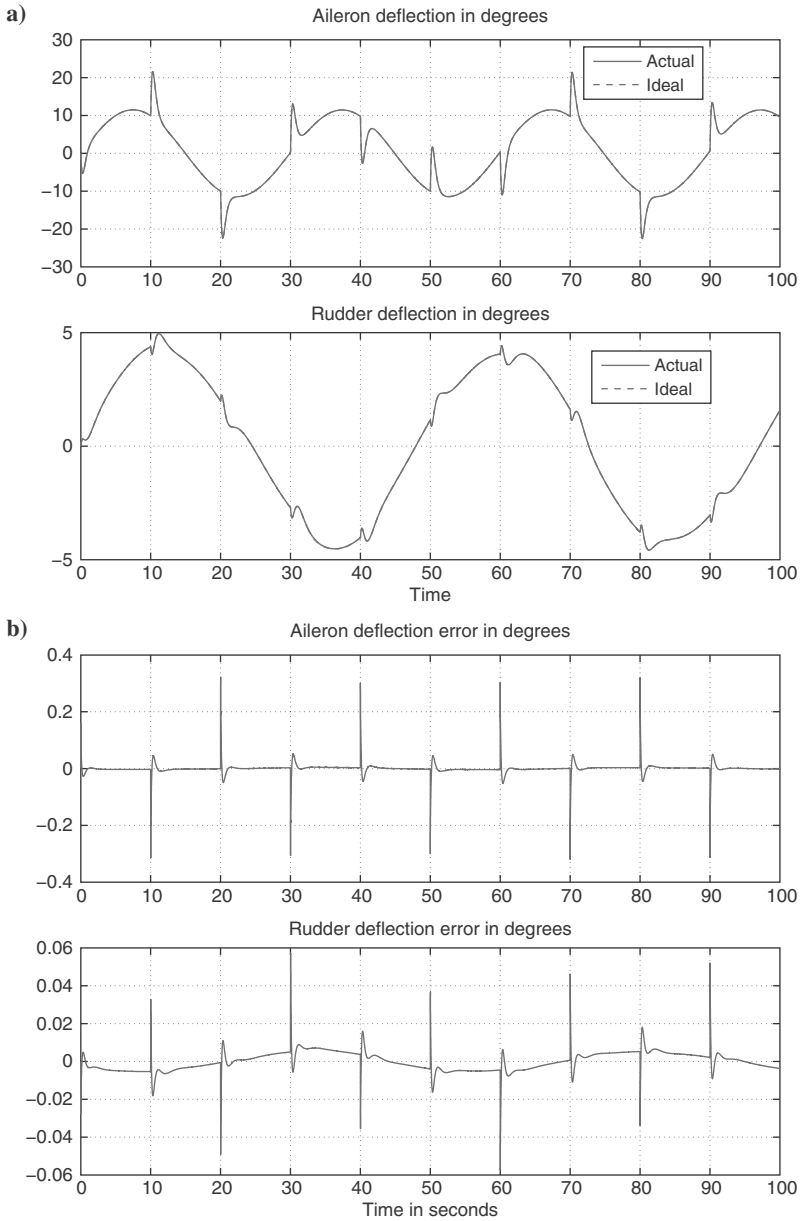 a)
Aileron deflection in degrees
30
20
10
0
−10
−20
−30
Actual
Ideal
0 10 20 30 40 50 60 70 80 90 100
Rudder deflection in degrees
5
0
−5
Actual
Ideal
0 10 20 30 40 50 60 70 80 90 100
Time
b)
Aileron deflection error in degrees
0.4
0.2
0
−0.2
−0.4
0 10 20 30 40 50 60 70 80 90 100
Rudder deflection error in degrees
0.06
0.04
0.02
0
−0.02
−0.04
−0.06
0 10 20 30 40 50 60 70 80 90 100
Time in seconds